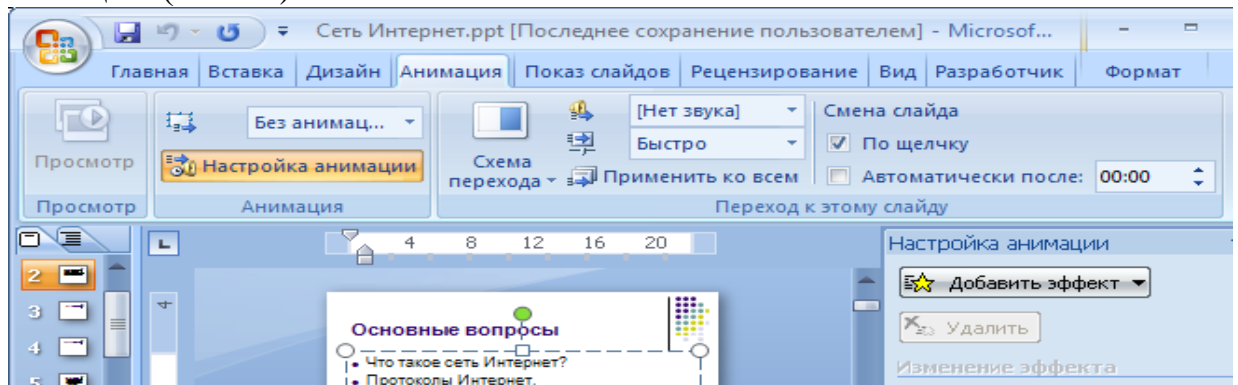 Сеть Интернет.ppt [Последнее сохранение пользователем] - Microsof...
Главная Вставка Дизайн Анимация Показ слайдов Рецензирование Вид Разработчик Формат
Просмотр
Без анимац...
Настройка анимации
Схема перехода
[Нет звука]
Быстро
Применить ко всем
Смена слайда
По щелчку
Автоматически после: 00:00
Просмотр Анимация Переход к этому слайду
4 8 12 16 20
Настройка анимации
2
3
4
5
4
Добавить эффект
Удалить
Изменение эффекта
Основные вопросы
• Что такое сеть Интернет?
• Протоколы Интернет.